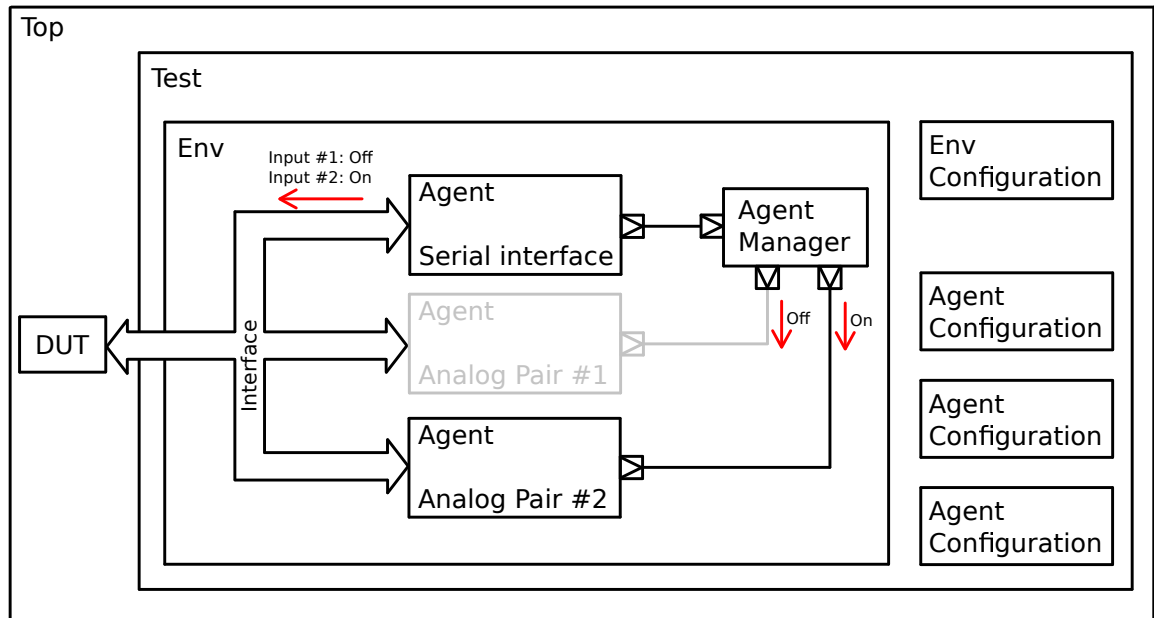 Top
Test
Env
Input #1: Off
Input #2: On
Agent
Serial interface
Agent
Manager
Off
On
Agent
Analog Pair #1
Agent
Analog Pair #2
DUT
Interface
Env
Configuration
Agent
Configuration
Agent
Configuration
Agent
Configuration